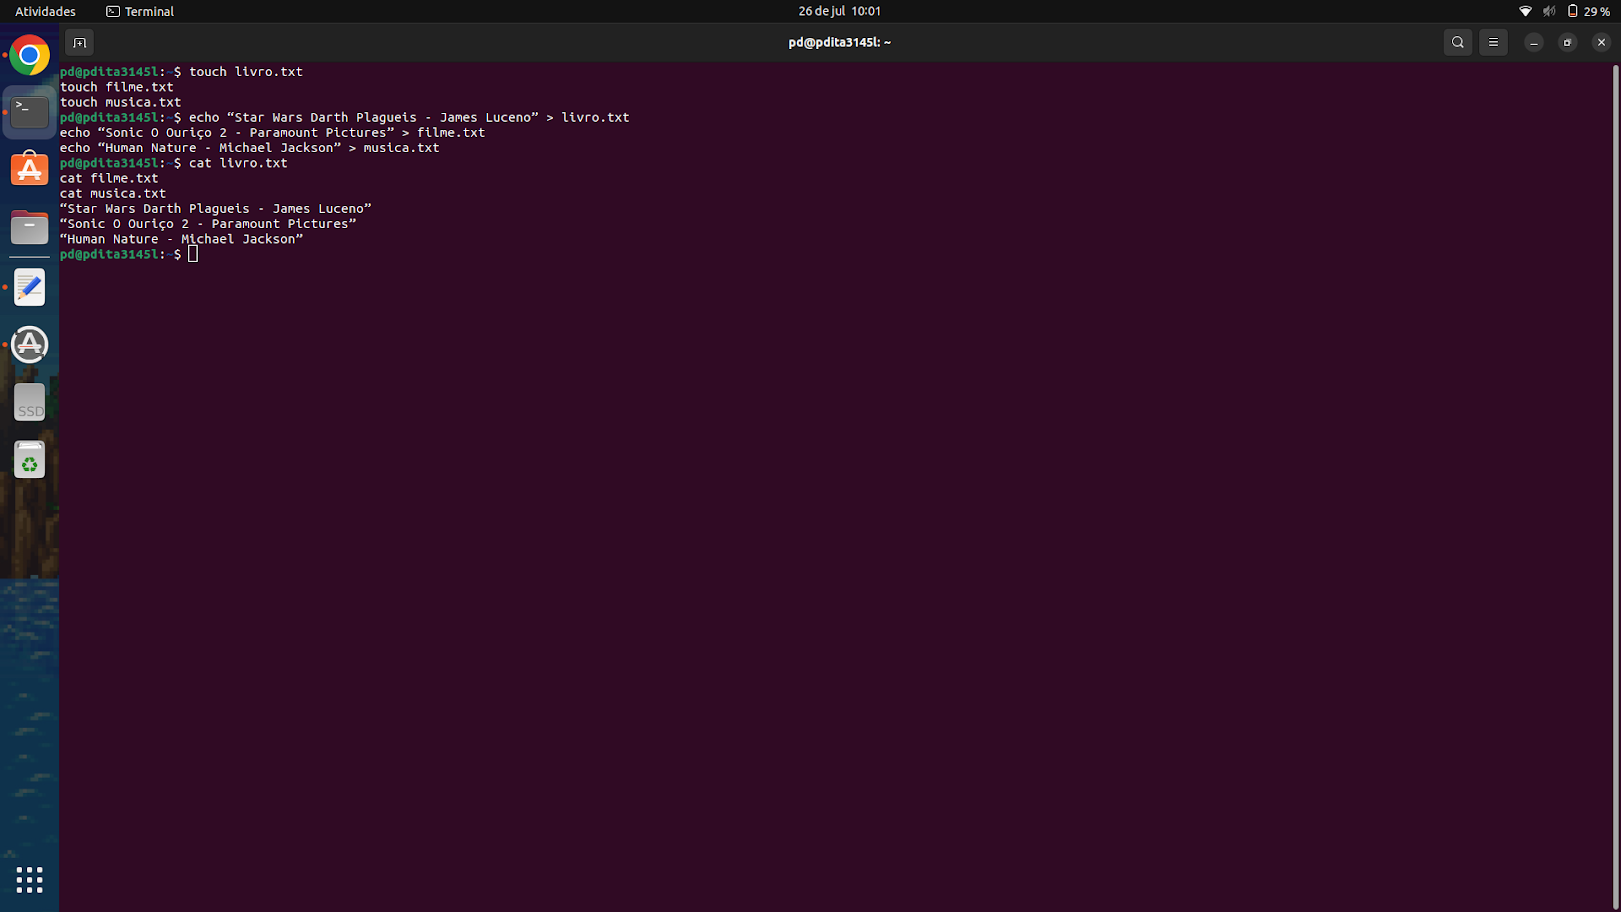 Atividades Terminal 26 de jul 10:01 29 %
pd@pdita3145l: ~
pd@pdita3145l:~$ touch livro.txt
touch filme.txt
touch musica.txt
pd@pdita3145l:~$ echo “Star Wars Darth Plagueis - James Luceno” > livro.txt
echo “Sonic O Ouriço 2 - Paramount Pictures” > filme.txt
echo “Human Nature - Michael Jackson” > musica.txt
pd@pdita3145l:~$ cat livro.txt
cat filme.txt
cat musica.txt
“Star Wars Darth Plagueis - James Luceno”
“Sonic O Ouriço 2 - Paramount Pictures”
“Human Nature - Michael Jackson”
pd@pdita3145l:~$
SSD